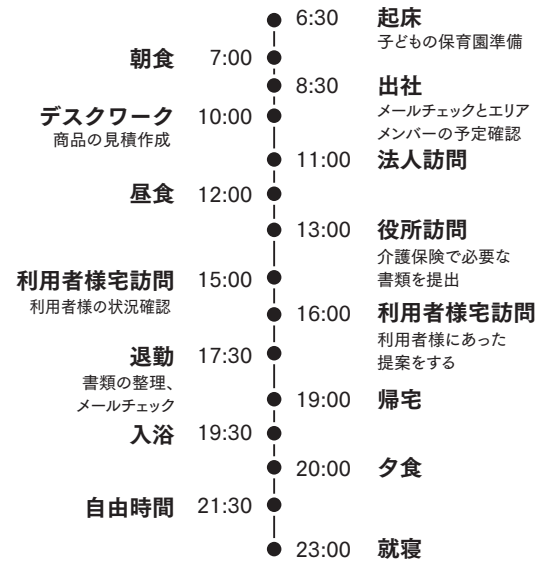 6:30 起床
子どもの保育園準備
朝食 7:00
8:30 出社
メールチェックとエリア
メンバーの予定確認
デスクワーク 10:00
商品の見積作成
11:00 法人訪問
昼食 12:00
13:00 役所訪問
介護保険で必要な
書類を提出
利用者様宅訪問 15:00
利用者様の状況確認
16:00 利用者様宅訪問
利用者様にあった
提案をする
退勤 17:30
書類の整理、
メールチェック
19:00 帰宅
入浴 19:30
20:00 夕食
自由時間 21:30
23:00 就寝